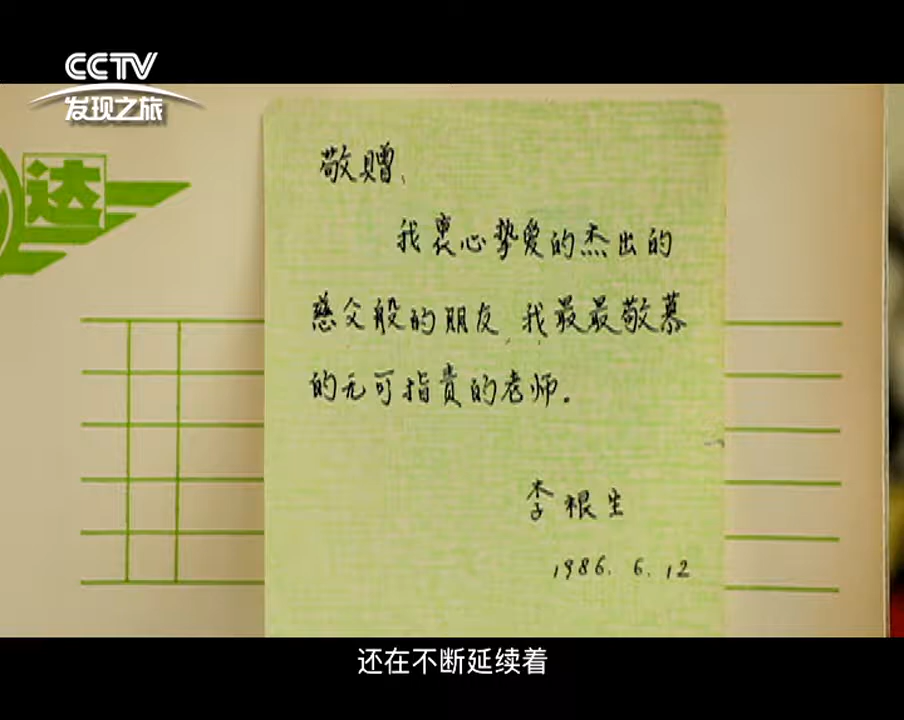 CCTV
发现之旅
达
敬赠、
我衷心挚爱的杰出的
慈父般的朋友,我最最敬慕
的无可指责的老师。
李根生
1986.6.12
还在不断延续着